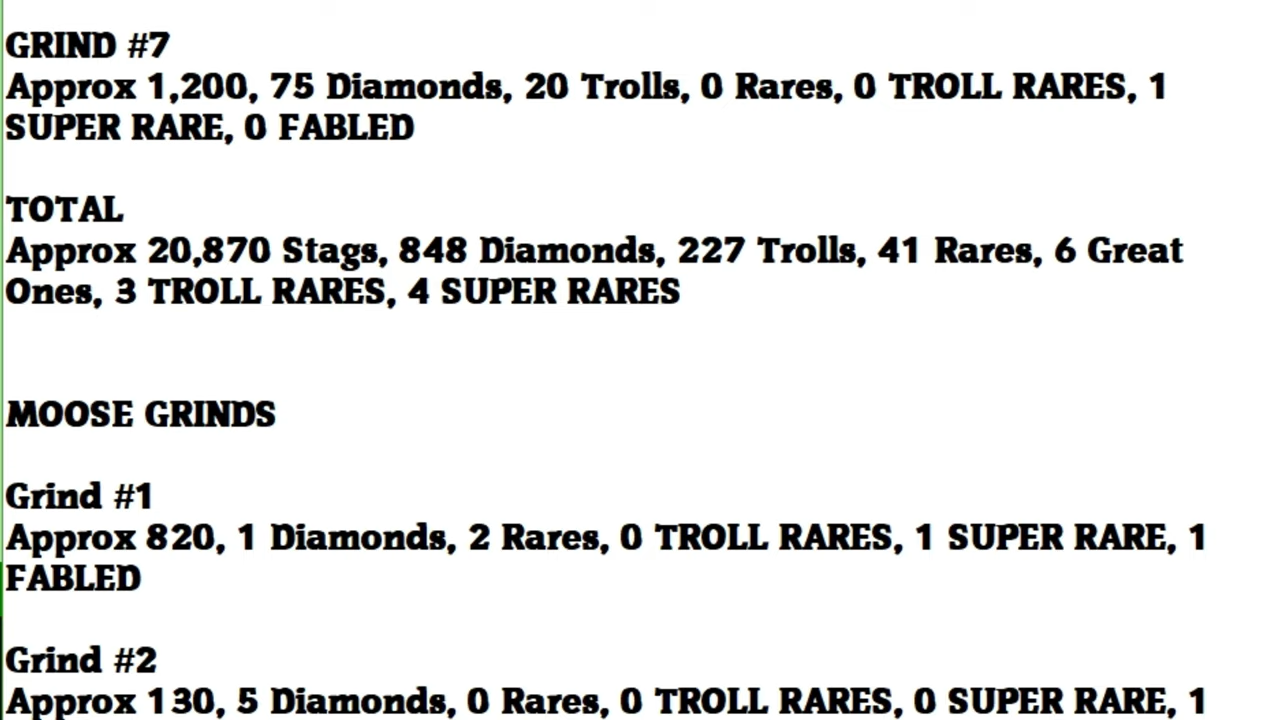 GRIND #7
Approx 1,200, 75 Diamonds, 20 Trolls, 0 Rares, 0 TROLL RARES, 1
SUPER RARE, 0 FABLED
TOTAL
Approx 20,870 Stags, 848 Diamonds, 227 Trolls, 41 Rares, 6 Great
Ones, 3 TROLL RARES, 4 SUPER RARES
MOOSE GRINDS
Grind #1
Approx 820, 1 Diamonds, 2 Rares, 0 TROLL RARES, 1 SUPER RARE, 1
FABLED
Grind #2
Approx 130, 5 Diamonds, 0 Rares, 0 TROLL RARES, 0 SUPER RARE, 1